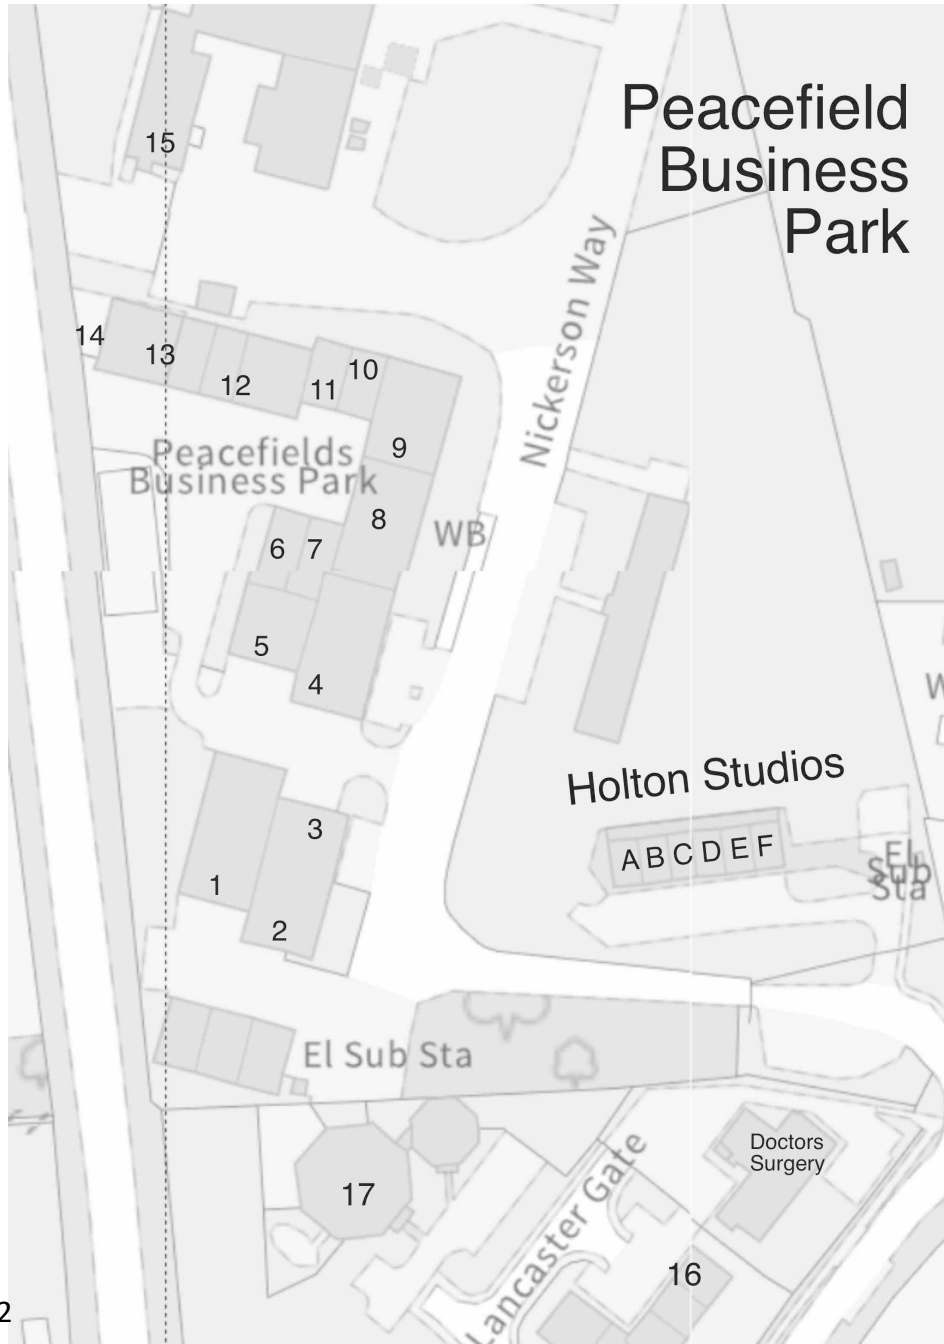 Peacefield
Business
Park
15
Nickerson Way
14
13
12
11
10
9
Peacefields
Business Park
8
WB
6
7
5
4
W
Holton Studios
3
A B C D E F
El
Sub
Sta
1
2
El Sub Sta
Doctors
Surgery
17
Lancaster Gate
16
2